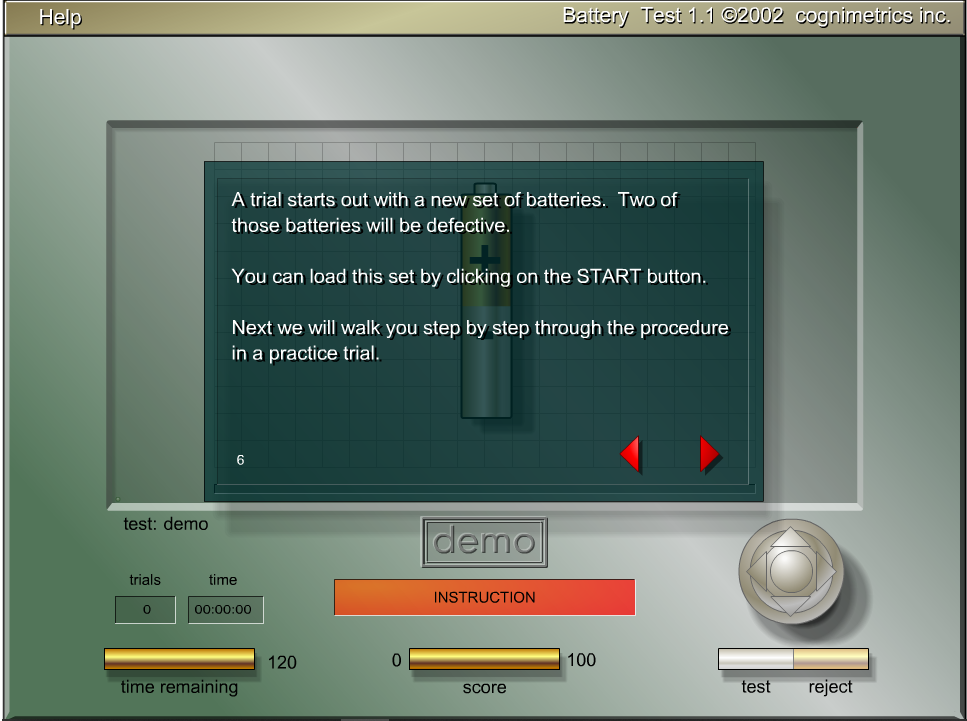 Help
Battery Test 1.1 ©2002 cognimetrics inc.
A trial starts out with a new set of batteries. Two of
those batteries will be defective.
You can load this set by clicking on the START button.
Next we will walk you step by step through the procedure
in a practice trial.
6
test: demo
demo
trials
time
0
00:00:00
INSTRUCTION
120
0
100
time remaining
score
test
reject